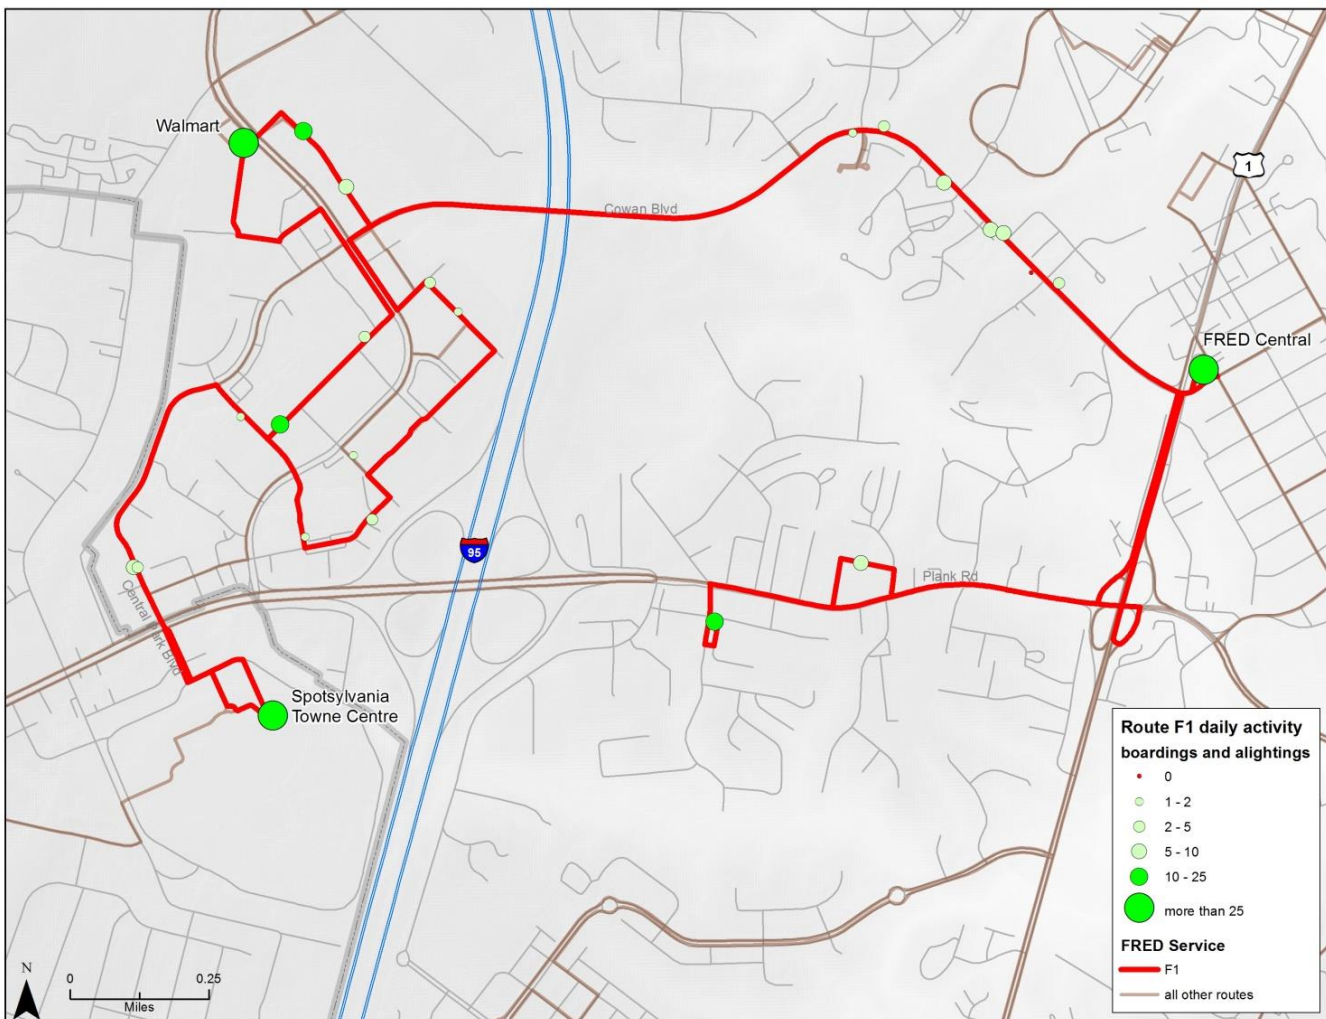 Walmart
1
Cowan Blvd
FRED Central
95
Plank Rd
Central Park Blvd
Spotsylvania
Towne Centre
Route F1 daily activity
boardings and alightings
0
1 - 2
2 - 5
5 - 10
10 - 25
more than 25
FRED Service
F1
all other routes
N
0
0.25
Miles